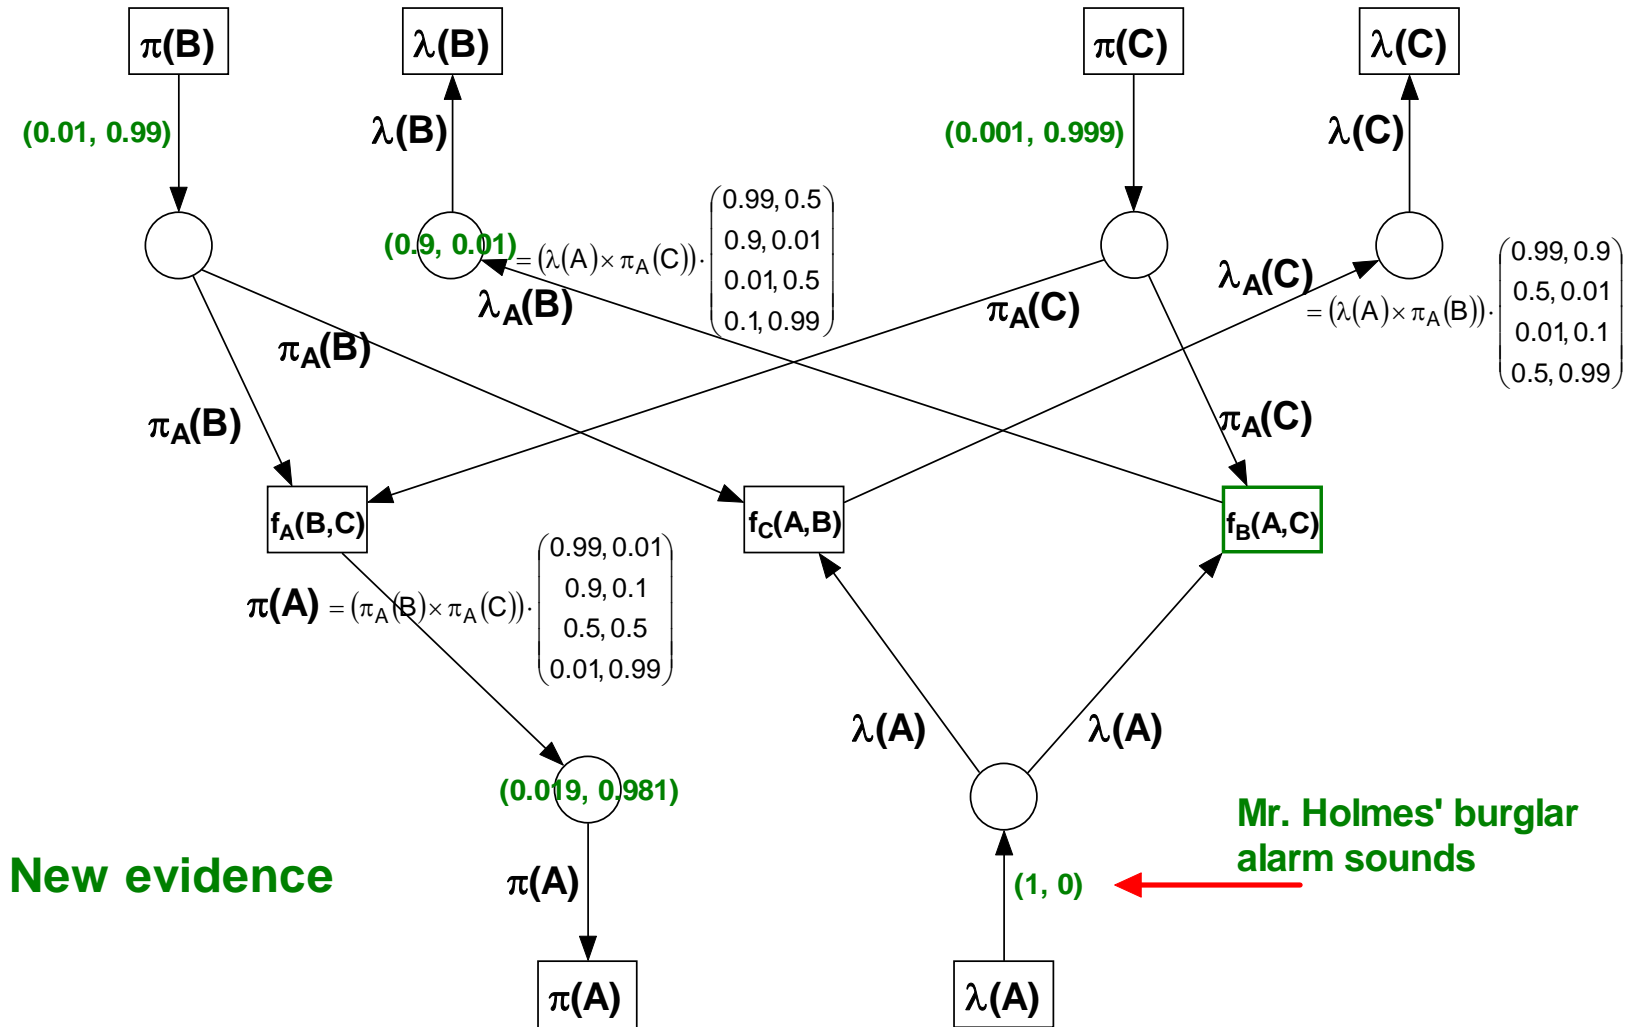 π(B)
λ(B)
π(C)
λ(C)
(0.01, 0.99)
λ(B)
(0.001, 0.999)
λ(C)
(0.9, 0.01)
= (λ(A) × π_A(C)) ·
0.99, 0.5
0.9, 0.01
0.01, 0.5
0.1, 0.99
λ_A(B)
π_A(C)
λ_A(C)
= (λ(A) × π_A(B)) ·
0.99, 0.9
0.5, 0.01
0.01, 0.1
0.5, 0.99
π_A(B)
π_A(B)
π_A(C)
f_A(B,C)
f_C(A,B)
f_B(A,C)
π(A) = (π_A(B) × π_A(C)) ·
0.99, 0.01
0.9, 0.1
0.5, 0.5
0.01, 0.99
λ(A)
λ(A)
(0.019, 0.981)
Mr. Holmes' burglar
alarm sounds
New evidence
π(A)
(1, 0)
π(A)
λ(A)